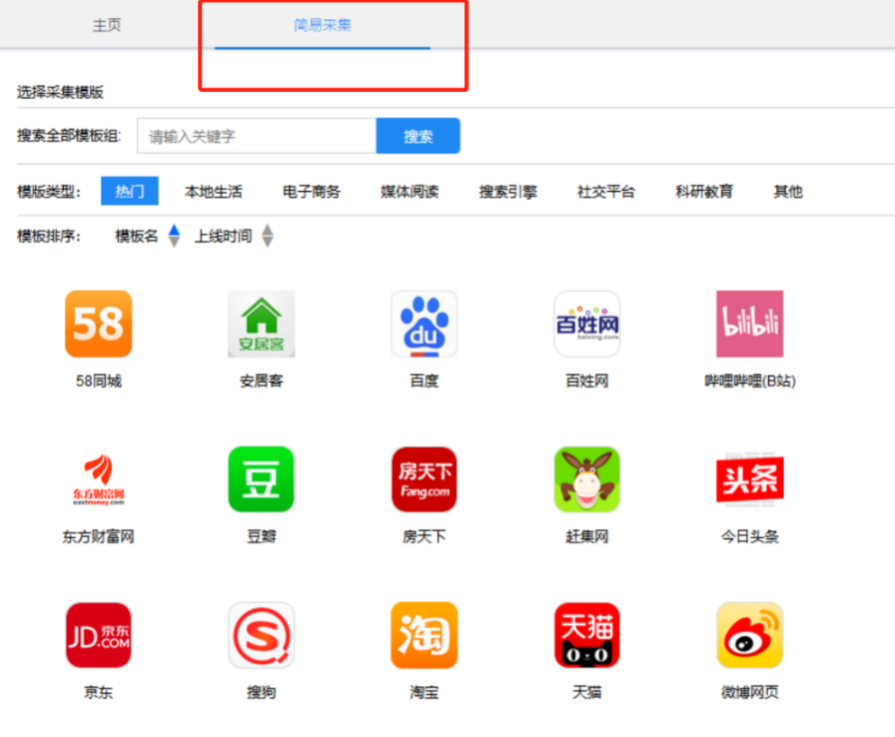 主页 简易采集
选择采集模版
搜索全部模板组: 请输入关键字 搜索
模版类型: 热门 本地生活 电子商务 媒体阅读 搜索引擎 社交平台 科研教育 其他
模板排序: 模板名 上线时间
58 安居客 du 百姓网 bilibili
baixing.com
58同城 安居客 百度 百姓网 哔哩哔哩(B站)
东方财富网 豆 房天下 头条
eastmoney.com Fang.com
东方财富网 豆瓣 房天下 赶集网 今日头条
JD京东.COM S 淘 天猫
京东 搜狗 淘宝 天猫 微博网页